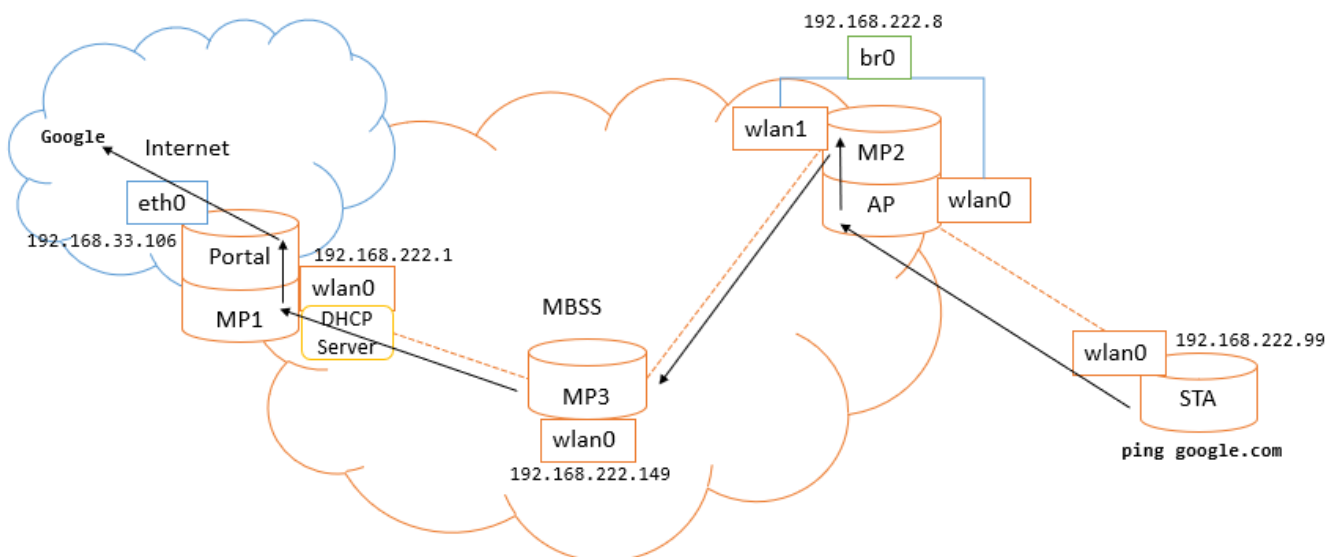 192.168.222.8
br0
wlan1
MP2
AP
wlan0
Google
Internet
eth0
192.168.33.106
Portal
MP1
192.168.222.1
wlan0
DHCP
Server
MBSS
MP3
wlan0
192.168.222.149
wlan0
192.168.222.99
STA
ping google.com